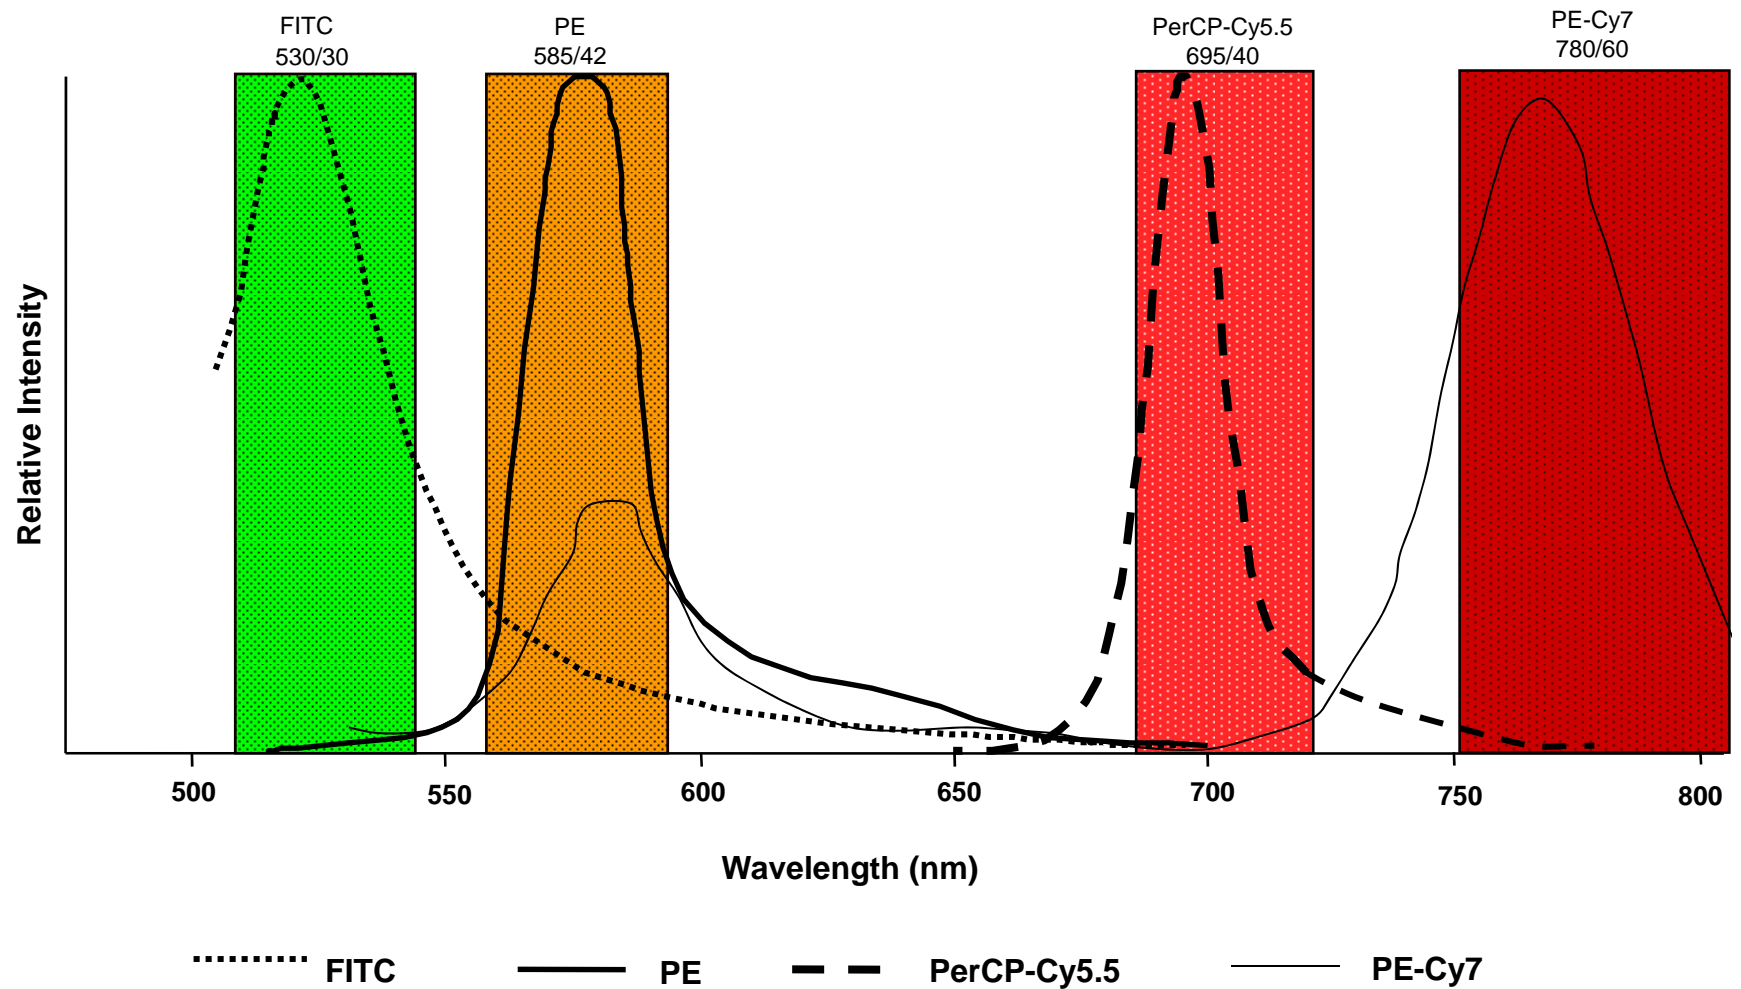 FITC
530/30
PE
585/42
PerCP-Cy5.5
695/40
PE-Cy7
780/60
Relative Intensity
500
550
600
650
700
750
800
Wavelength (nm)
FITC
PE
PerCP-Cy5.5
PE-Cy7